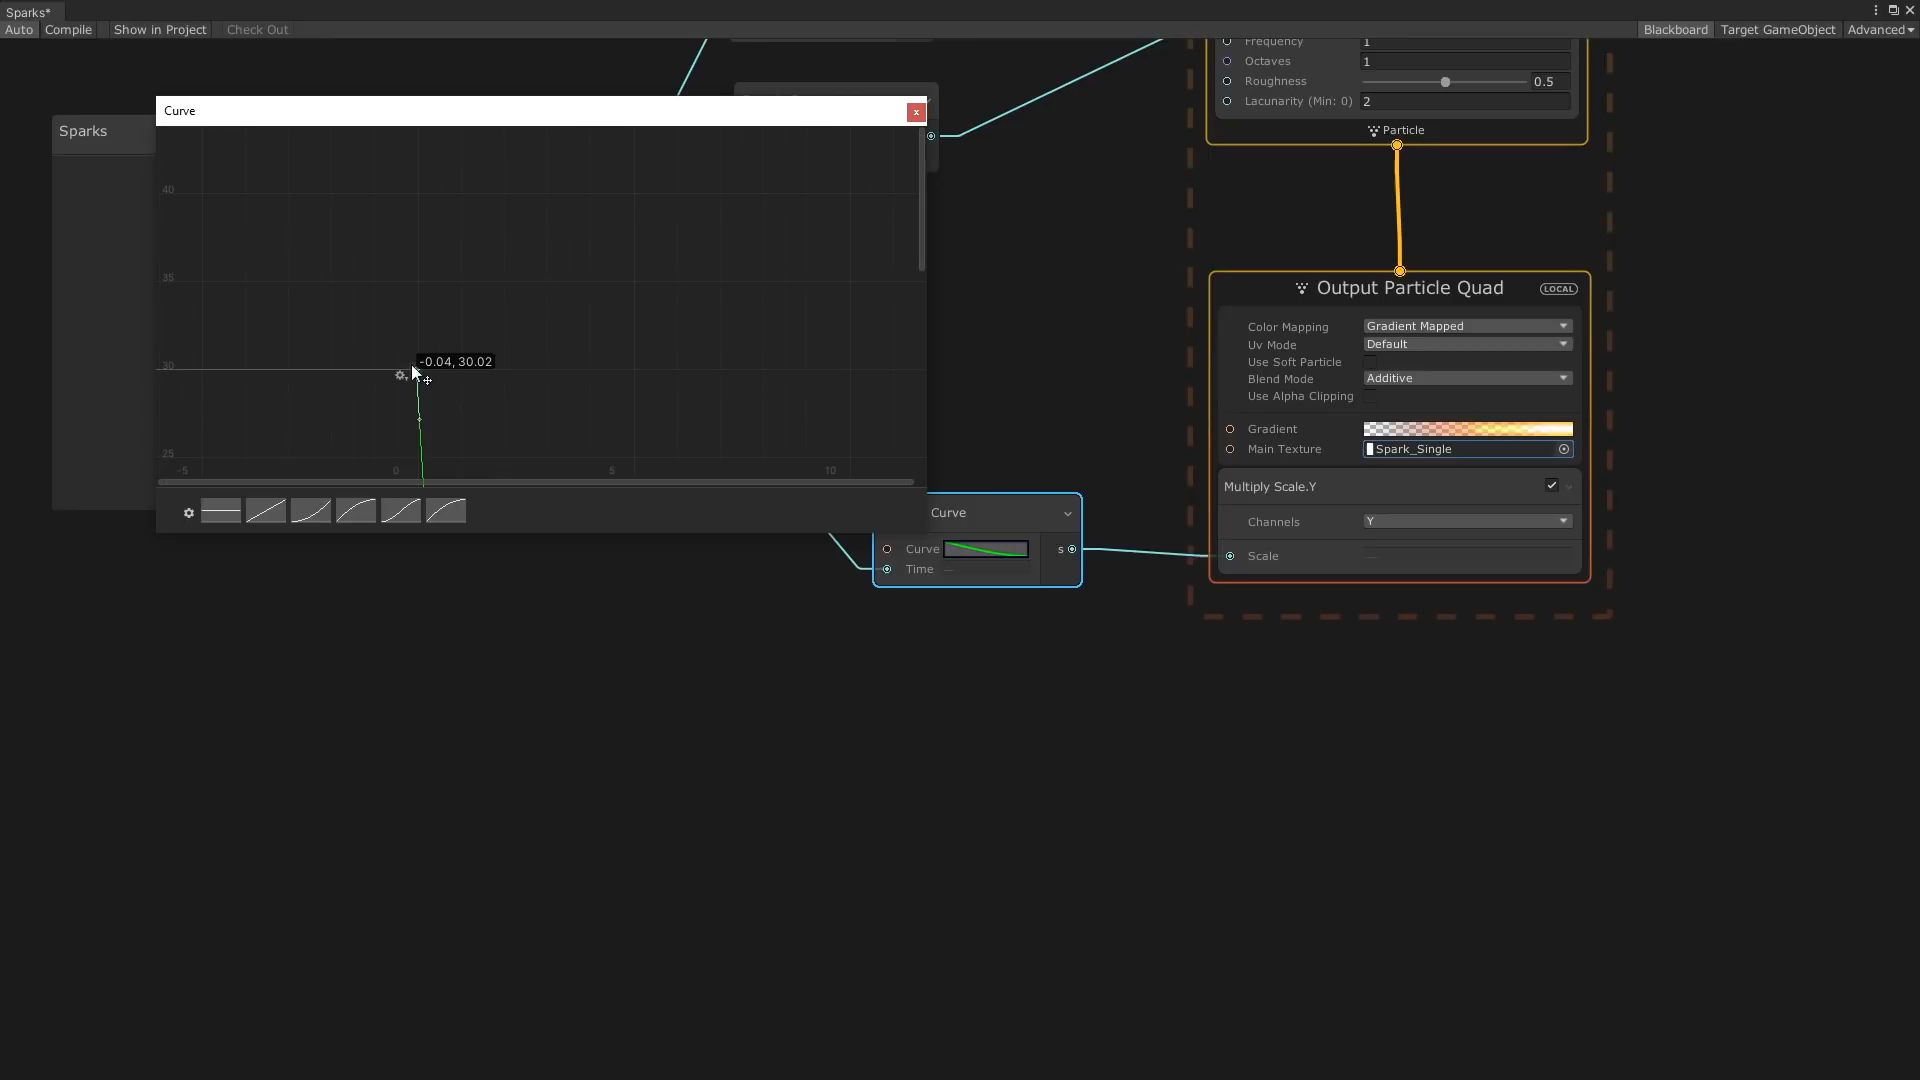 Sparks*
Auto Compile Show in Project Check Out Blackboard Target GameObject Advanced
Frequency 1
Octaves 1
Roughness 0.5
Lacunarity (Min: 0) 2
Particle
Sparks
Curve x
40
35
30
25
-5 0 5 10
-0.04, 30.02
Output Particle Quad LOCAL
Color Mapping Gradient Mapped
Uv Mode Default
Use Soft Particle
Blend Mode Additive
Use Alpha Clipping
Gradient
Main Texture Spark_Single
Multiply Scale.Y
Channels Y
Scale
Curve
Curve s
Time